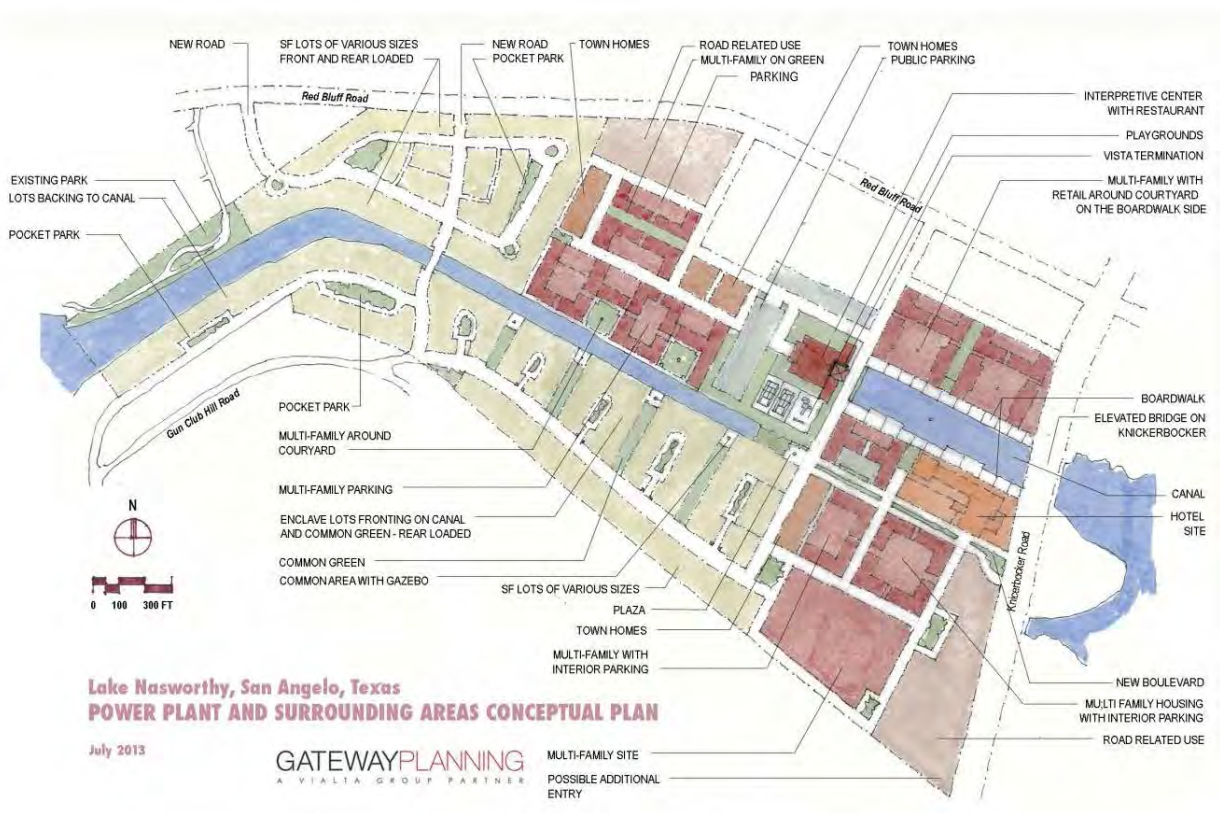 NEW ROAD
SF LOTS OF VARIOUS SIZES
FRONT AND REAR LOADED
NEW ROAD
POCKET PARK
TOWN HOMES
ROAD RELATED USE
MULTI-FAMILY ON GREEN
PARKING
TOWN HOMES
PUBLIC PARKING
INTERPRETIVE CENTER
WITH RESTAURANT
PLAYGROUNDS
VISTA TERMINATION
MULTI-FAMILY WITH
RETAIL AROUND COURTYARD
ON THE BOARDWALK SIDE
Red Bluff Road
Red Bluff Road
EXISTING PARK
LOTS BACKING TO CANAL
POCKET PARK
Gun Club Hill Road
POCKET PARK
MULTI-FAMILY AROUND
COURYARD
MULTI-FAMILY PARKING
ENCLAVE LOTS FRONTING ON CANAL
AND COMMON GREEN - REAR LOADED
COMMON GREEN
COMMON AREA WITH GAZEBO
SF LOTS OF VARIOUS SIZES
PLAZA
TOWN HOMES
MULTI-FAMILY WITH
INTERIOR PARKING
BOARDWALK
ELEVATED BRIDGE ON
KNICKERBOCKER
CANAL
HOTEL
SITE
Knicerbocker Road
NEW BOULEVARD
MU;LTI FAMILY HOUSING
WITH INTERIOR PARKING
ROAD RELATED USE
MULTI-FAMILY SITE
POSSIBLE ADDITIONAL
ENTRY
N
0 100 300 FT
Lake Nasworthy, San Angelo, Texas
POWER PLANT AND SURROUNDING AREAS CONCEPTUAL PLAN
July 2013
GATEWAYPLANNING
A VIALTA GROUP PARTNER